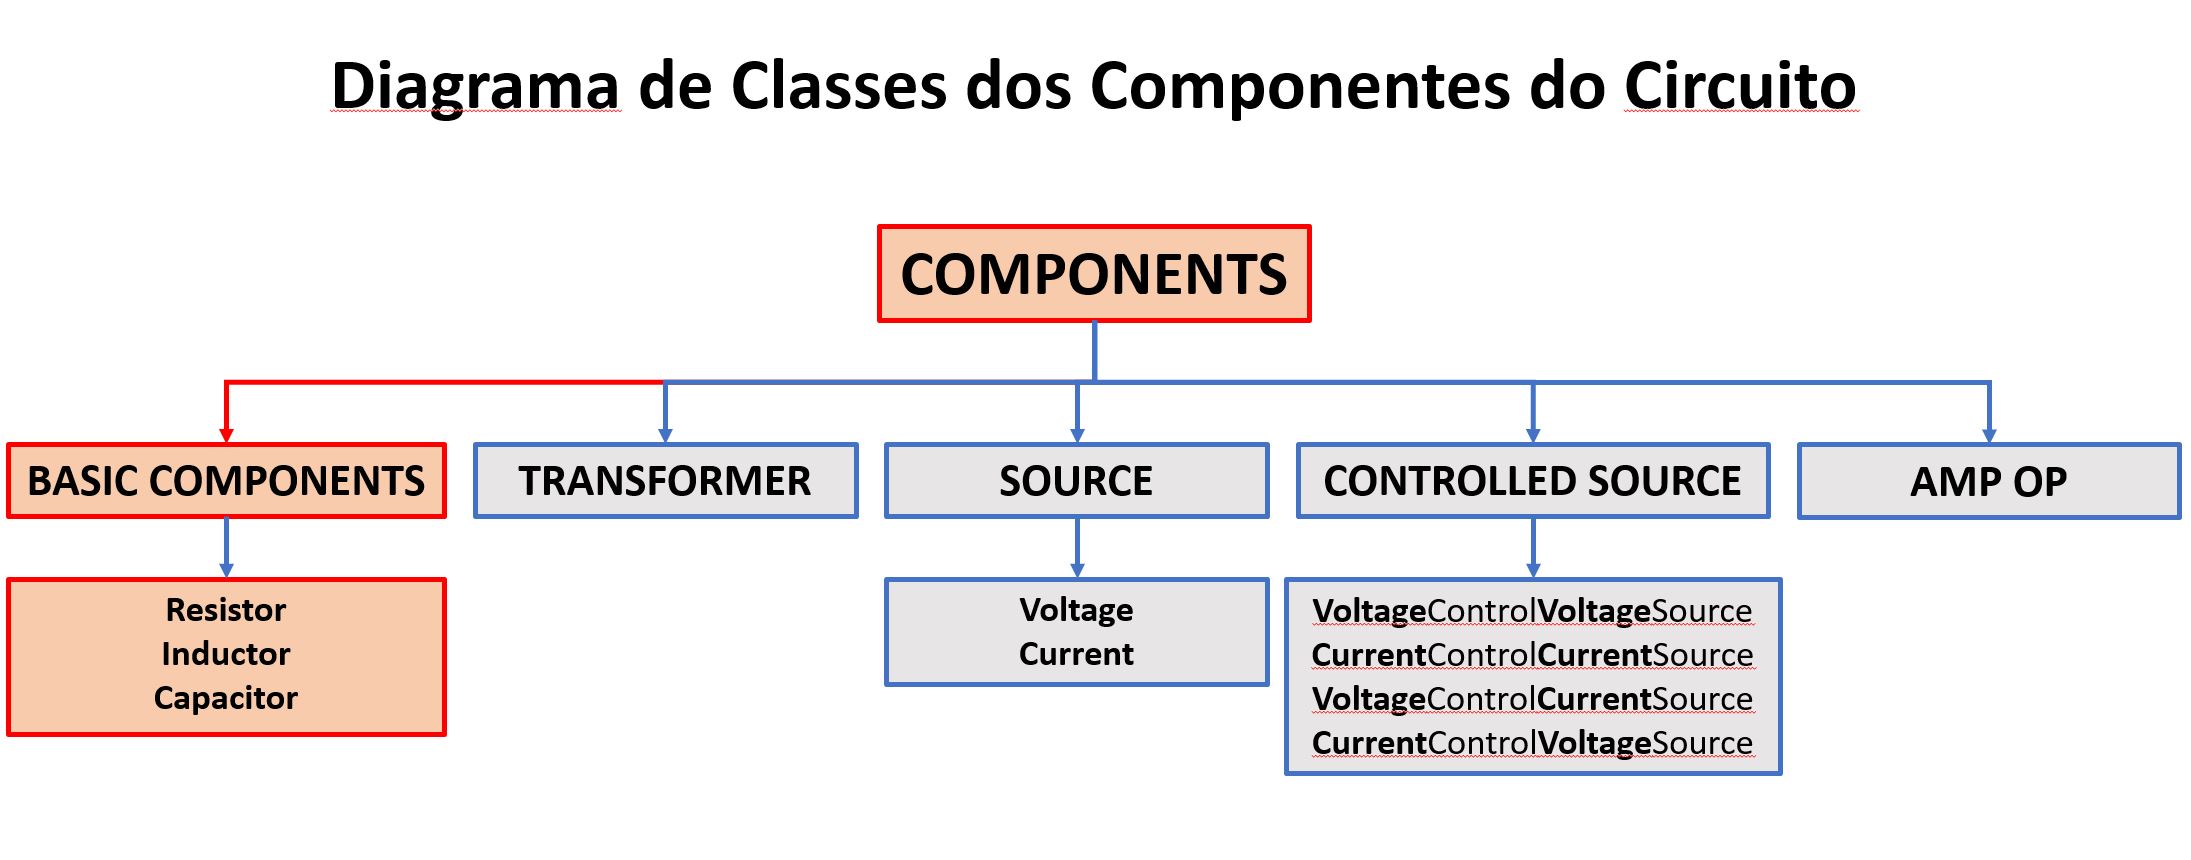 Diagrama de Classes dos Componentes do Circuito
COMPONENTS
BASIC COMPONENTS
TRANSFORMER
SOURCE
CONTROLLED SOURCE
AMP OP
Resistor
Inductor
Capacitor
Voltage
Current
VoltageControlVoltageSource
CurrentControlCurrentSource
VoltageControlCurrentSource
CurrentControlVoltageSource